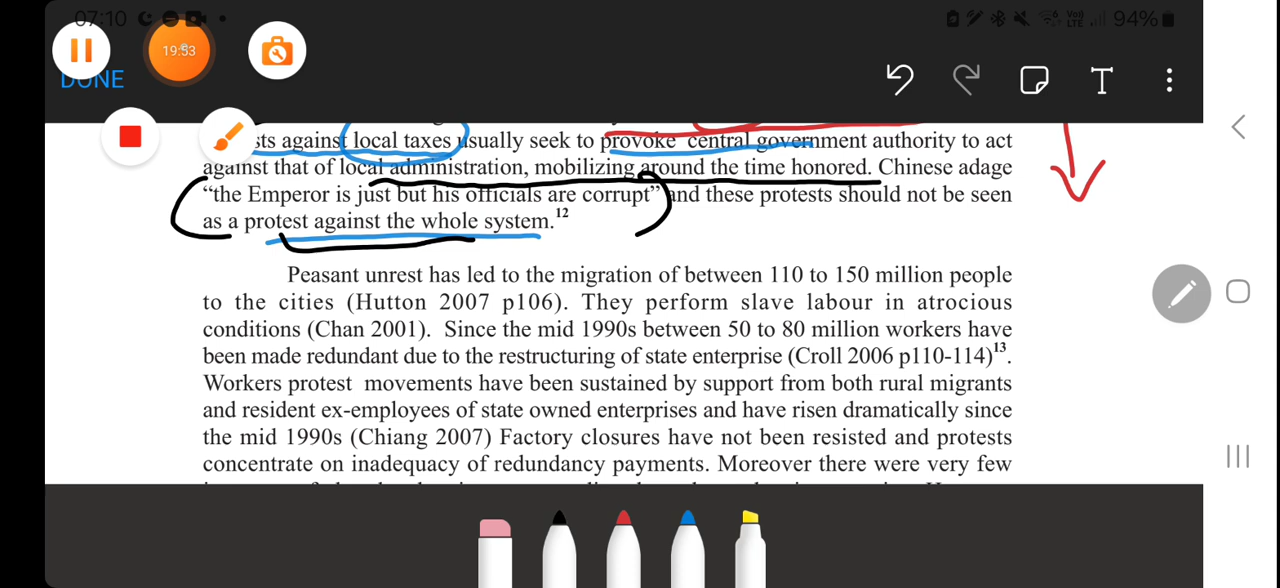 07:10
94%
19:53
DONE
T
sts against local taxes usually seek to provoke central government authority to act
against that of local administration, mobilizing around the time honored. Chinese adage
“the Emperor is just but his officials are corrupt” and these protests should not be seen
as a protest against the whole system.12
Peasant unrest has led to the migration of between 110 to 150 million people
to the cities (Hutton 2007 p106). They perform slave labour in atrocious
conditions (Chan 2001). Since the mid 1990s between 50 to 80 million workers have
been made redundant due to the restructuring of state enterprise (Croll 2006 p110-114)13.
Workers protest movements have been sustained by support from both rural migrants
and resident ex-employees of state owned enterprises and have risen dramatically since
the mid 1990s (Chiang 2007) Factory closures have not been resisted and protests
concentrate on inadequacy of redundancy payments. Moreover there were very few